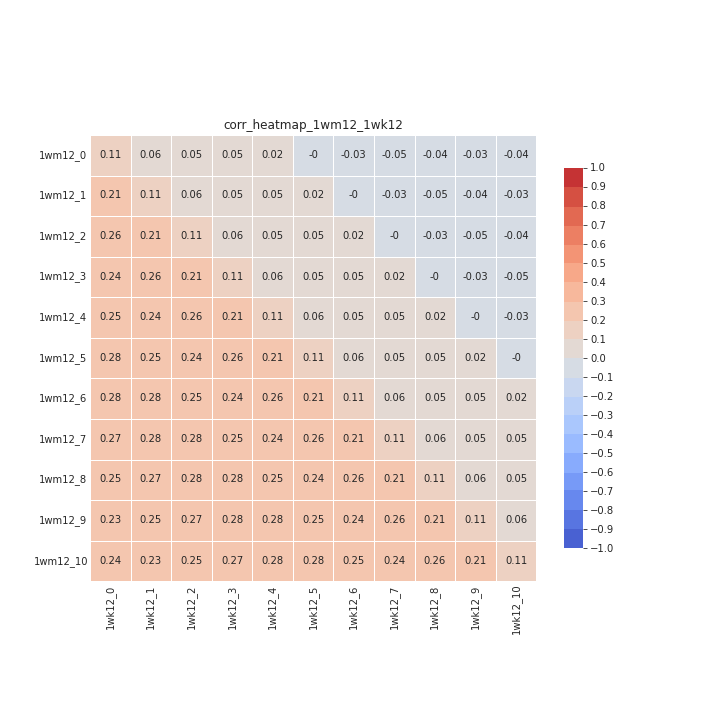 corr_heatmap_1wm12_1wk12
1wm12_0 0.11 0.06 0.05 0.05 0.02 -0 -0.03 -0.05 -0.04 -0.03 -0.04
1wm12_1 0.21 0.11 0.06 0.05 0.05 0.02 -0 -0.03 -0.05 -0.04 -0.03
1wm12_2 0.26 0.21 0.11 0.06 0.05 0.05 0.02 -0 -0.03 -0.05 -0.04
1wm12_3 0.24 0.26 0.21 0.11 0.06 0.05 0.05 0.02 -0 -0.03 -0.05
1wm12_4 0.25 0.24 0.26 0.21 0.11 0.06 0.05 0.05 0.02 -0 -0.03
1wm12_5 0.28 0.25 0.24 0.26 0.21 0.11 0.06 0.05 0.05 0.02 -0
1wm12_6 0.28 0.28 0.25 0.24 0.26 0.21 0.11 0.06 0.05 0.05 0.02
1wm12_7 0.27 0.28 0.28 0.25 0.24 0.26 0.21 0.11 0.06 0.05 0.05
1wm12_8 0.25 0.27 0.28 0.28 0.25 0.24 0.26 0.21 0.11 0.06 0.05
1wm12_9 0.23 0.25 0.27 0.28 0.28 0.25 0.24 0.26 0.21 0.11 0.06
1wm12_10 0.24 0.23 0.25 0.27 0.28 0.28 0.25 0.24 0.26 0.21 0.11
1wk12_0 1wk12_1 1wk12_2 1wk12_3 1wk12_4 1wk12_5 1wk12_6 1wk12_7 1wk12_8 1wk12_9 1wk12_10
1.0
0.9
0.8
0.7
0.6
0.5
0.4
0.3
0.2
0.1
0.0
−0.1
−0.2
−0.3
−0.4
−0.5
−0.6
−0.7
−0.8
−0.9
−1.0